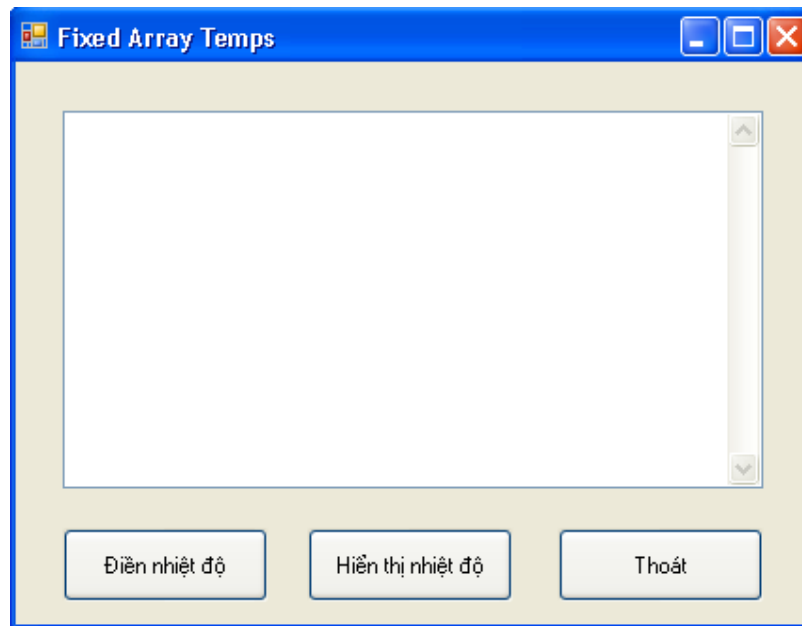 Fixed Array Temps
Điền nhiệt độ
Hiển thị nhiệt độ
Thoát